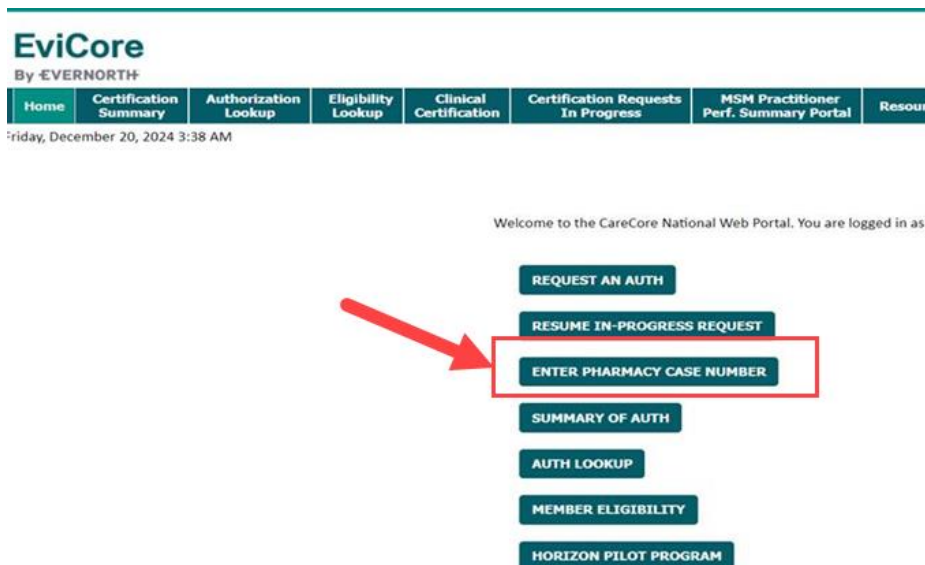 EviCore
By EVERNORTH
Home Certification Summary Authorization Lookup Eligibility Lookup Clinical Certification Certification Requests In Progress MSM Practitioner Perf. Summary Portal Resour
Friday, December 20, 2024 3:38 AM
Welcome to the CareCore National Web Portal. You are logged in as
REQUEST AN AUTH
RESUME IN-PROGRESS REQUEST
ENTER PHARMACY CASE NUMBER
SUMMARY OF AUTH
AUTH LOOKUP
MEMBER ELIGIBILITY
HORIZON PILOT PROGRAM